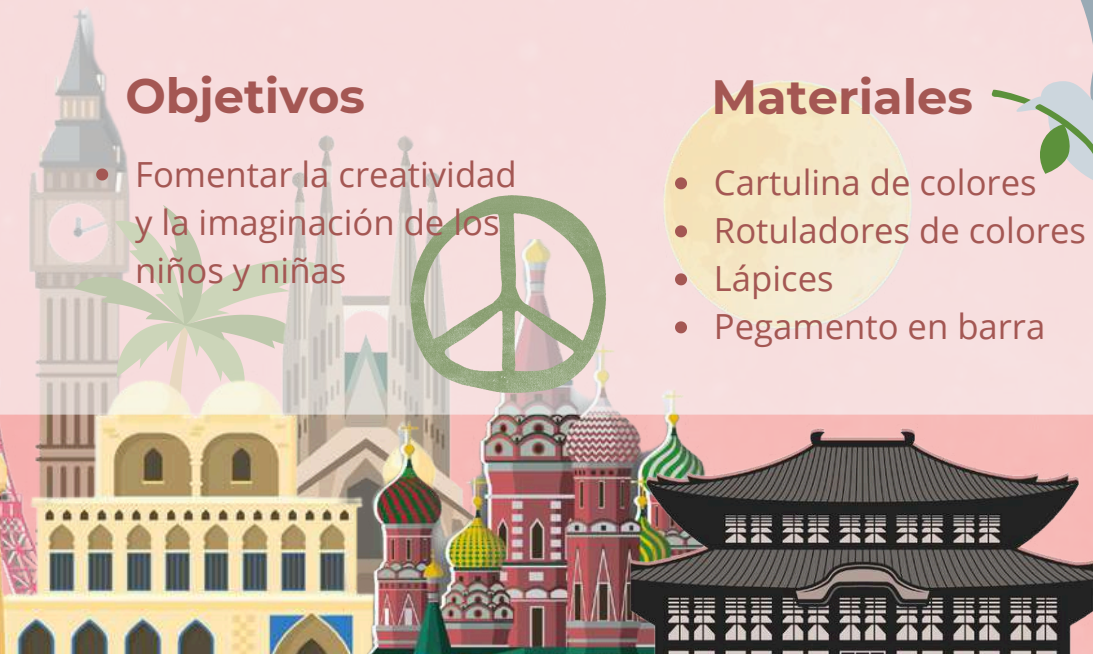 Objetivos
Fomentar la creatividad
y la imaginación de los
niños y niñas
Materiales
Cartulina de colores
Rotuladores de colores
Lápices
Pegamento en barra